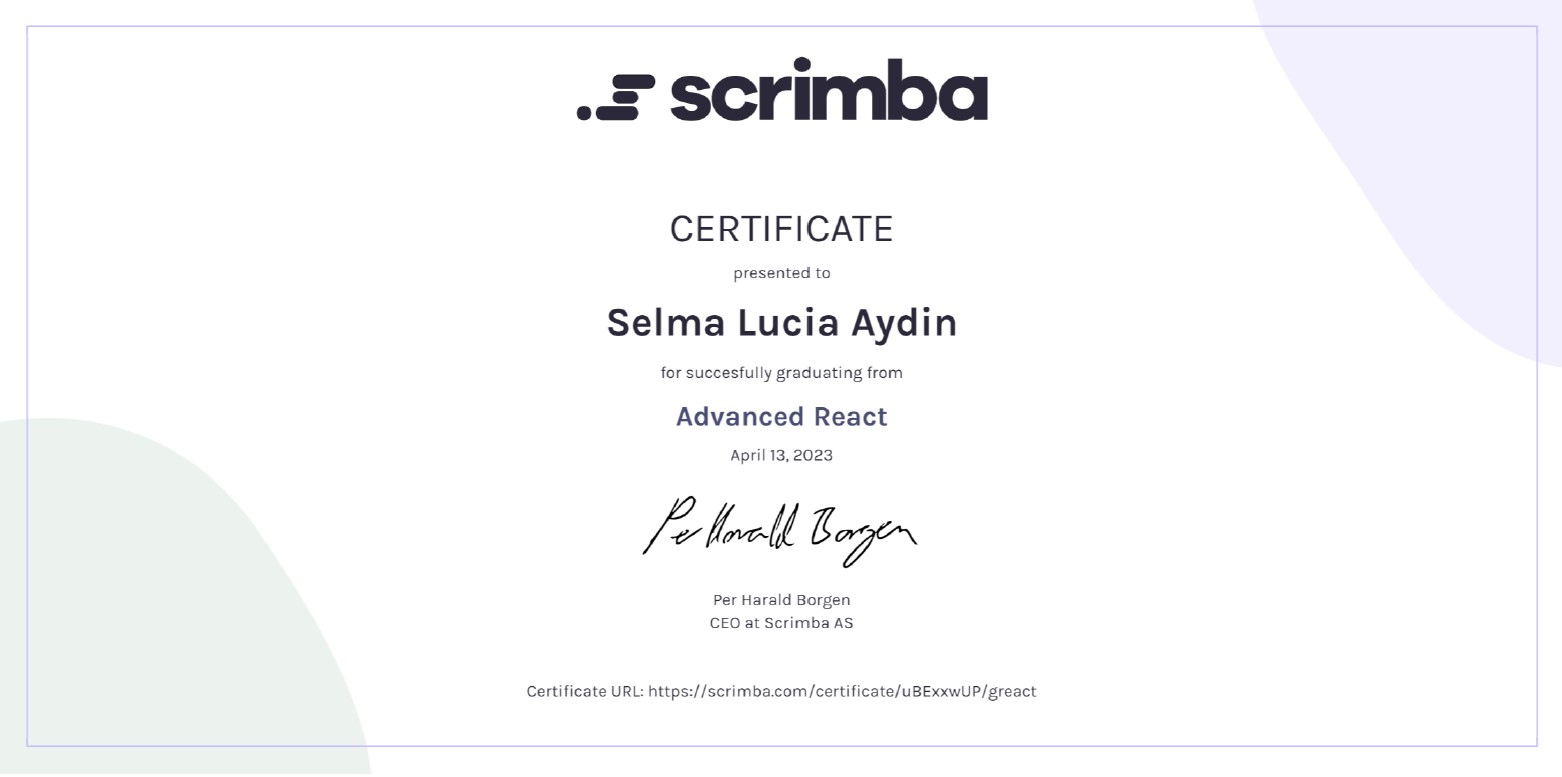 scrimba
CERTIFICATE
presented to
Selma Lucia Aydin
for succesfully graduating from
Advanced React
April 13, 2023
Per Harald Borgen
Per Harald Borgen
CEO at Scrimba AS
Certificate URL: https://scrimba.com/certificate/uBExxwUP/greact